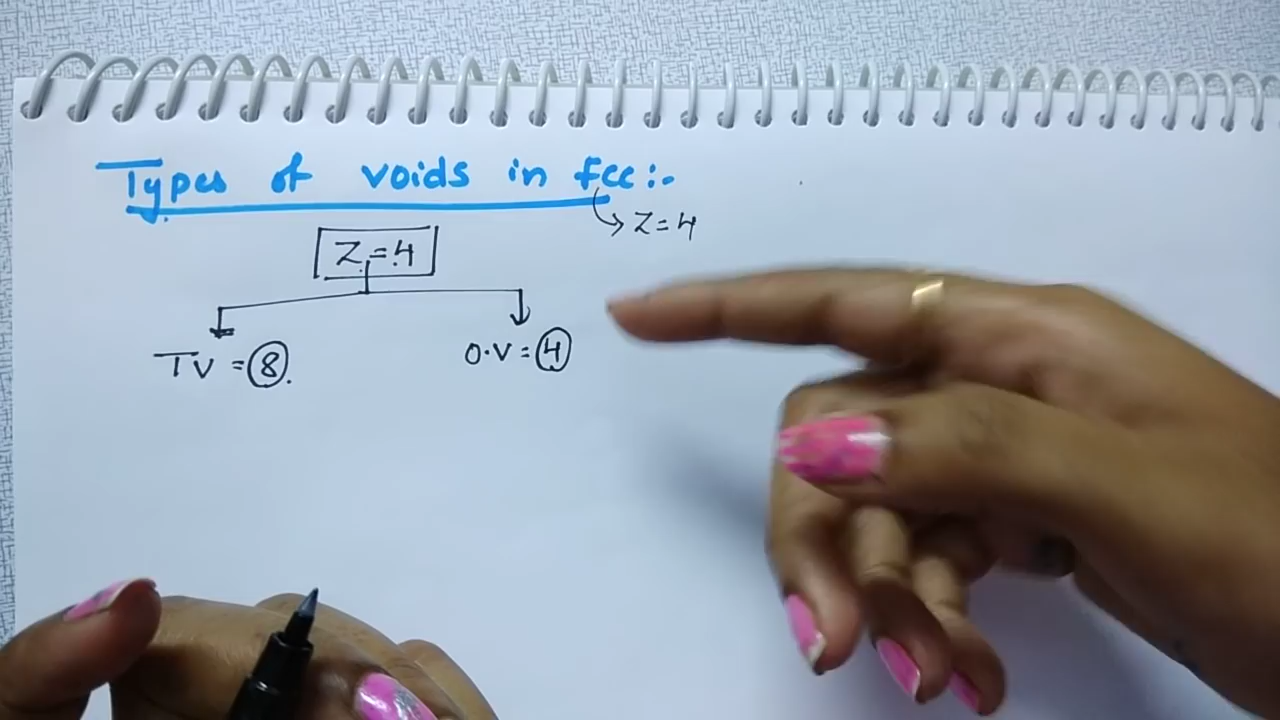 Types of voids in fcc:-
Z=4
Z=4
TV = 8.
O.V = 4